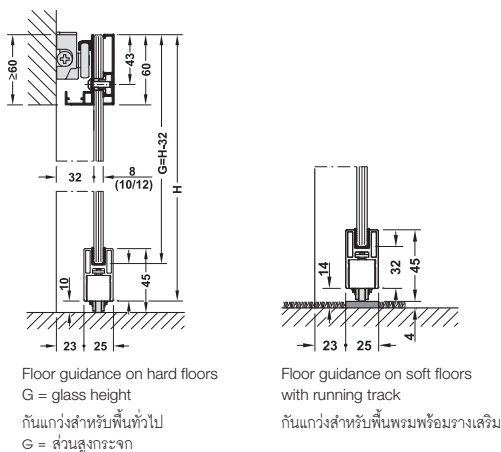 ≥60
43
60
G=H-32
H
32
8
(10/12)
10
45
23
25
14
32
45
23
25
4
Floor guidance on hard floors
G = glass height
กันแกว่งสำหรับพื้นทั่วไป
G = ส่วนสูงกระจก
Floor guidance on soft floors
with running track
กันแกว่งสำหรับพื้นพรมพร้อมรางเสริม